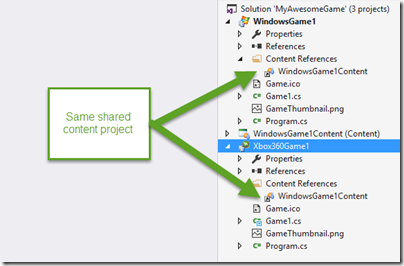 Solution 'MyAwesomeGame' (3 projects)
WindowsGame1
Properties
References
Content References
WindowsGame1Content
Game.ico
Game1.cs
GameThumbnail.png
Program.cs
Same shared
content project
WindowsGame1Content (Content)
Xbox360Game1
Properties
References
Content References
WindowsGame1Content
Game.ico
Game1.cs
GameThumbnail.png
Program.cs